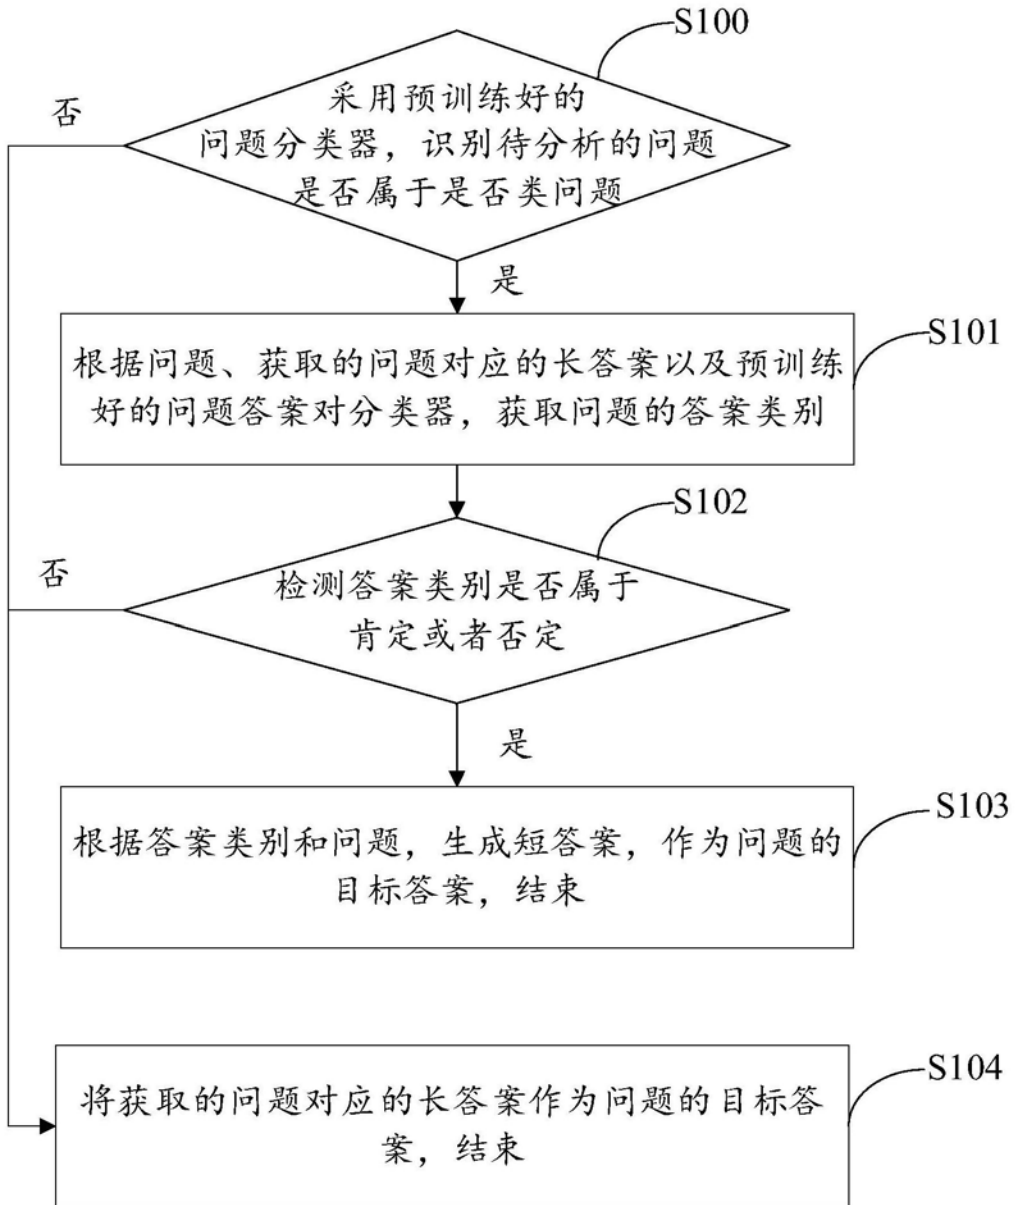 S100
采用预训练好的
问题分类器，识别待分析的问题
是否属于是否类问题
否
是
S101
根据问题、获取的问题对应的长答案以及预训练
好的问题答案对分类器，获取问题的答案类别
S102
检测答案类别是否属于
肯定或者否定
否
是
S103
根据答案类别和问题，生成短答案，作为问题的
目标答案，结束
S104
将获取的问题对应的长答案作为问题的目标答
案，结束